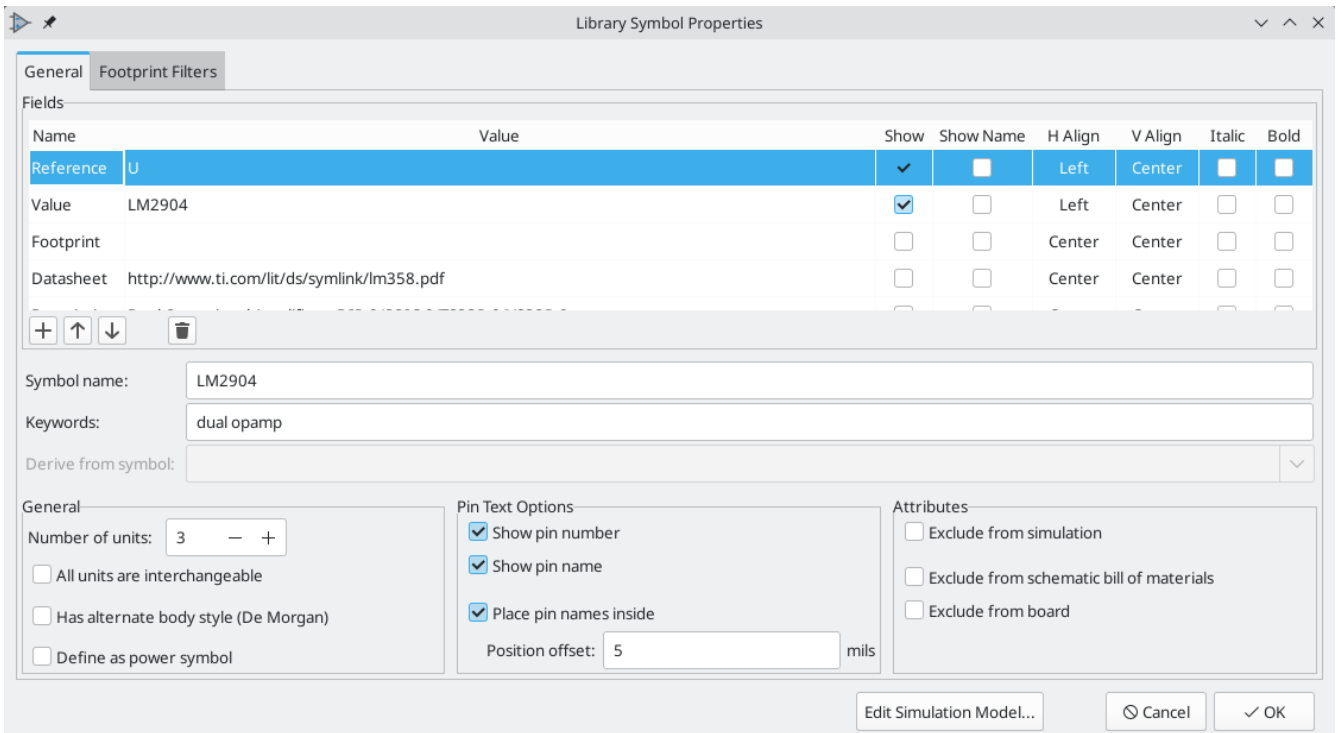 Library Symbol Properties
General Footprint Filters
Fields
Name Value Show Show Name H Align V Align Italic Bold
Reference U Left Center
Value LM2904 Left Center
Footprint Center Center
Datasheet http://www.ti.com/lit/ds/symlink/lm358.pdf Center Center
Symbol name: LM2904
Keywords: dual opamp
Derive from symbol:
General
Number of units: 3 − +
All units are interchangeable
Has alternate body style (De Morgan)
Define as power symbol
Pin Text Options
Show pin number
Show pin name
Place pin names inside
Position offset: 5 mils
Attributes
Exclude from simulation
Exclude from schematic bill of materials
Exclude from board
Edit Simulation Model... Cancel OK